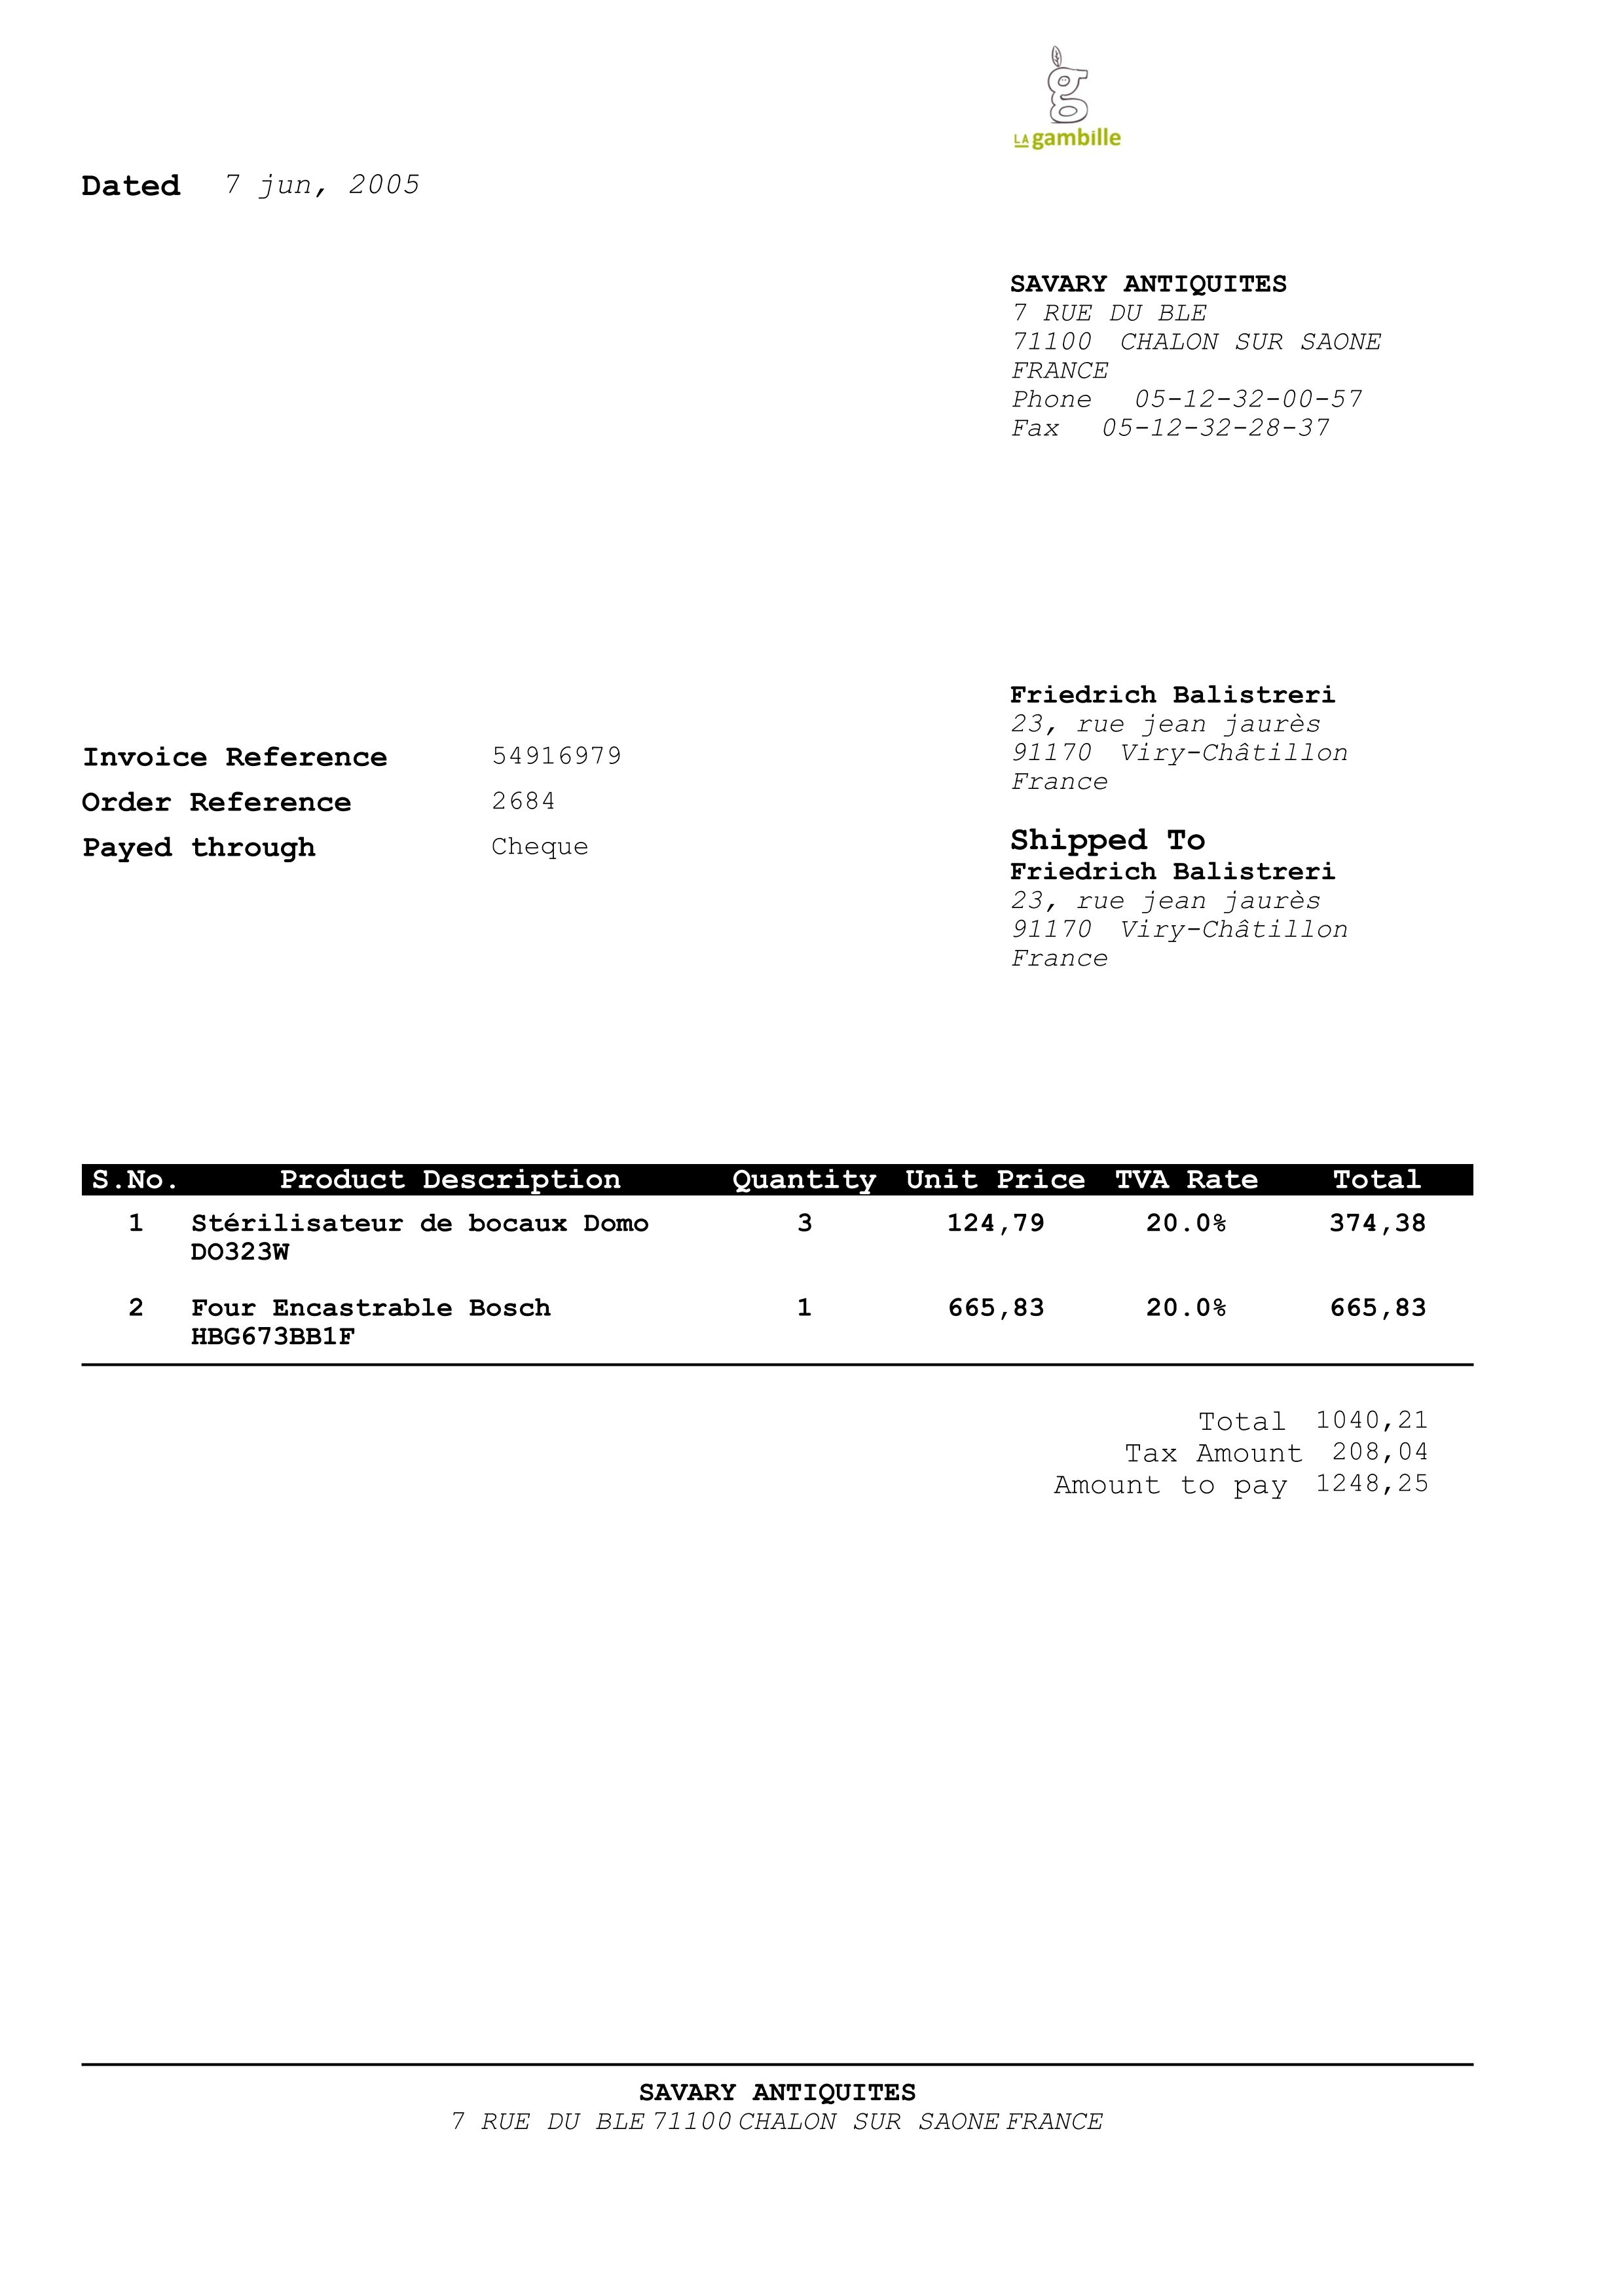 LA gambille
Dated 7 jun, 2005
SAVARY ANTIQUITES
7 RUE DU BLE
71100 CHALON SUR SAONE
FRANCE
Phone 05-12-32-00-57
Fax 05-12-32-28-37
Friedrich Balistreri
23, rue jean jaurès
91170 Viry-Châtillon
France
Invoice Reference 54916979
Order Reference 2684
Payed through Cheque
Shipped To
Friedrich Balistreri
23, rue jean jaurès
91170 Viry-Châtillon
France
S.No. Product Description Quantity Unit Price TVA Rate Total
1 Stérilisateur de bocaux Domo 3 124,79 20.0% 374,38
DO323W
2 Four Encastrable Bosch 1 665,83 20.0% 665,83
HBG673BB1F
Total 1040,21
Tax Amount 208,04
Amount to pay 1248,25
SAVARY ANTIQUITES
7 RUE DU BLE 71100 CHALON SUR SAONE FRANCE